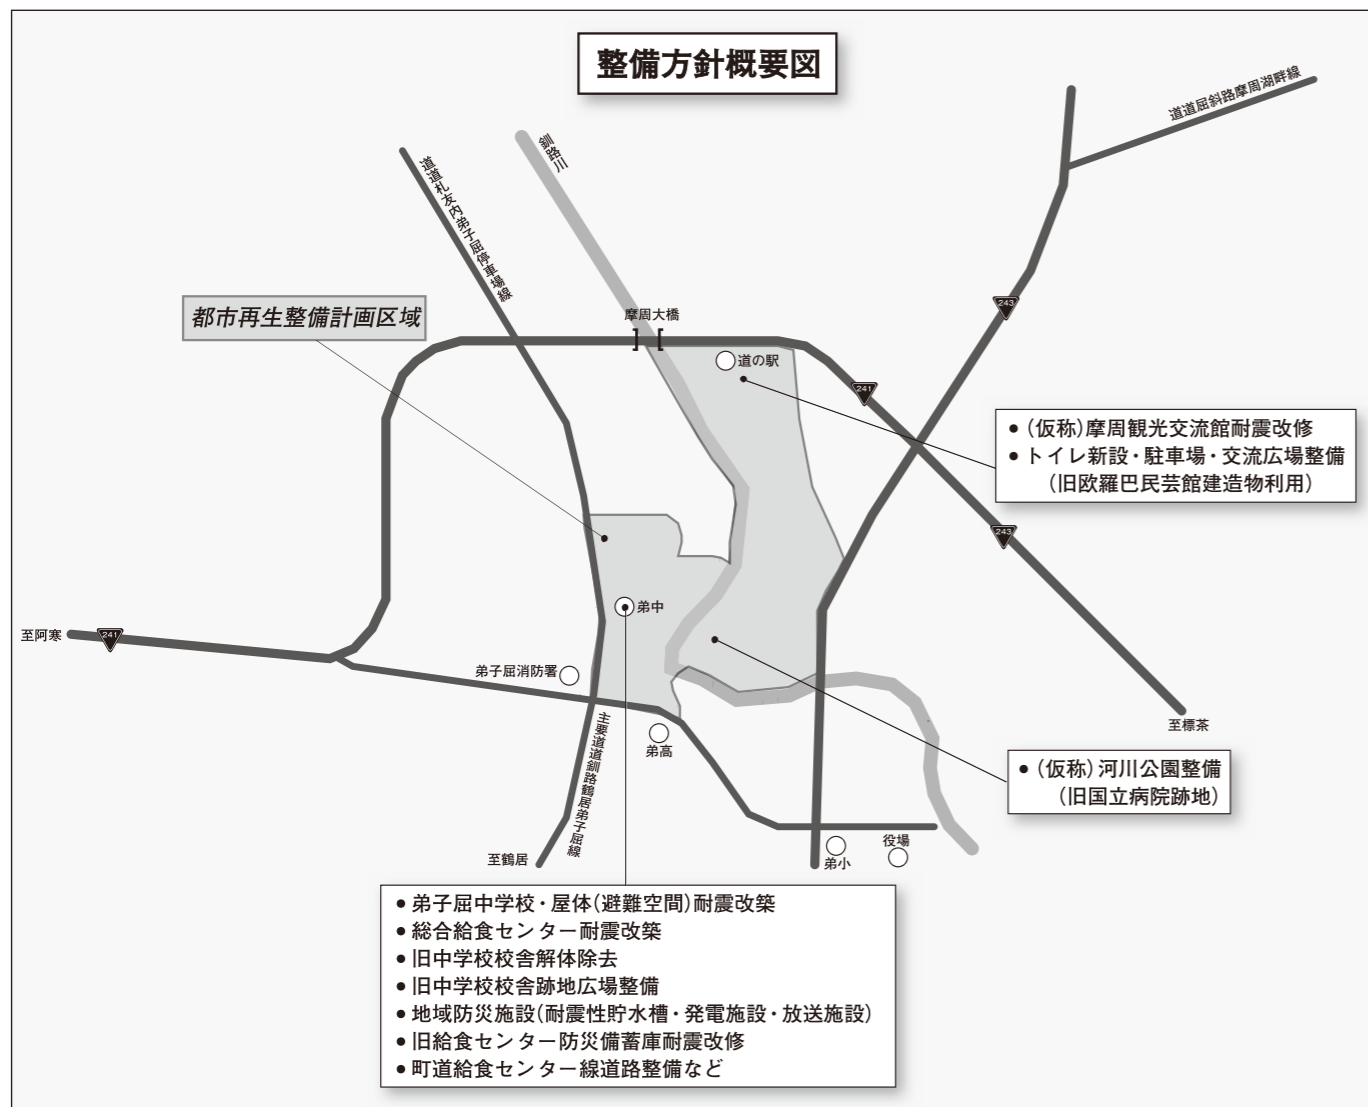 整備方針概要図
道道屈斜路摩周湖畔線
釧路川
道道札友内弟子屈停車場線
243
都市再生整備計画区域
摩周大橋
道の駅
241
●(仮称)摩周観光交流館耐震改修
●トイレ新設・駐車場・交流広場整備
(旧欧羅巴民芸館建造物利用)
243
弟中
至阿寒
241
弟子屈消防署
主要道道釧路鶴居弟子屈線
弟高
至標茶
●(仮称)河川公園整備
(旧国立病院跡地)
役場
弟小
至鶴居
●弟子屈中学校・屋体(避難空間)耐震改築
●総合給食センター耐震改築
●旧中学校校舎解体除去
●旧中学校校舎跡地広場整備
●地域防災施設(耐震性貯水槽・発電施設・放送施設)
●旧給食センター防災備蓄庫耐震改修
●町道給食センター線道路整備など